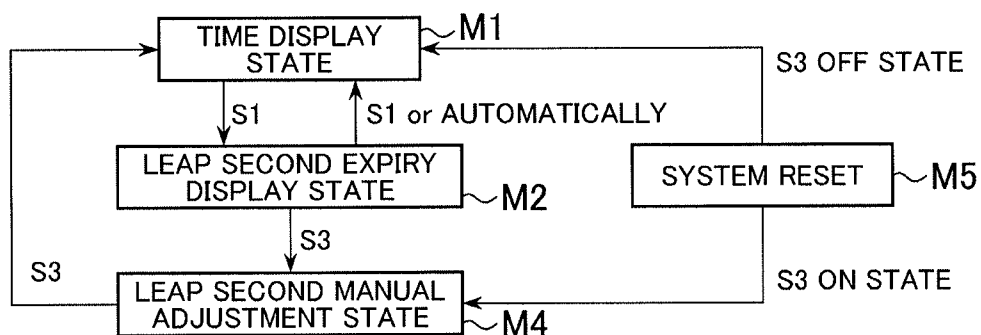 TIME DISPLAY
STATE
M1
S3 OFF STATE
S1
S1 or AUTOMATICALLY
LEAP SECOND EXPIRY
DISPLAY STATE
M2
SYSTEM RESET
M5
S3
S3
S3 ON STATE
LEAP SECOND MANUAL
ADJUSTMENT STATE
M4